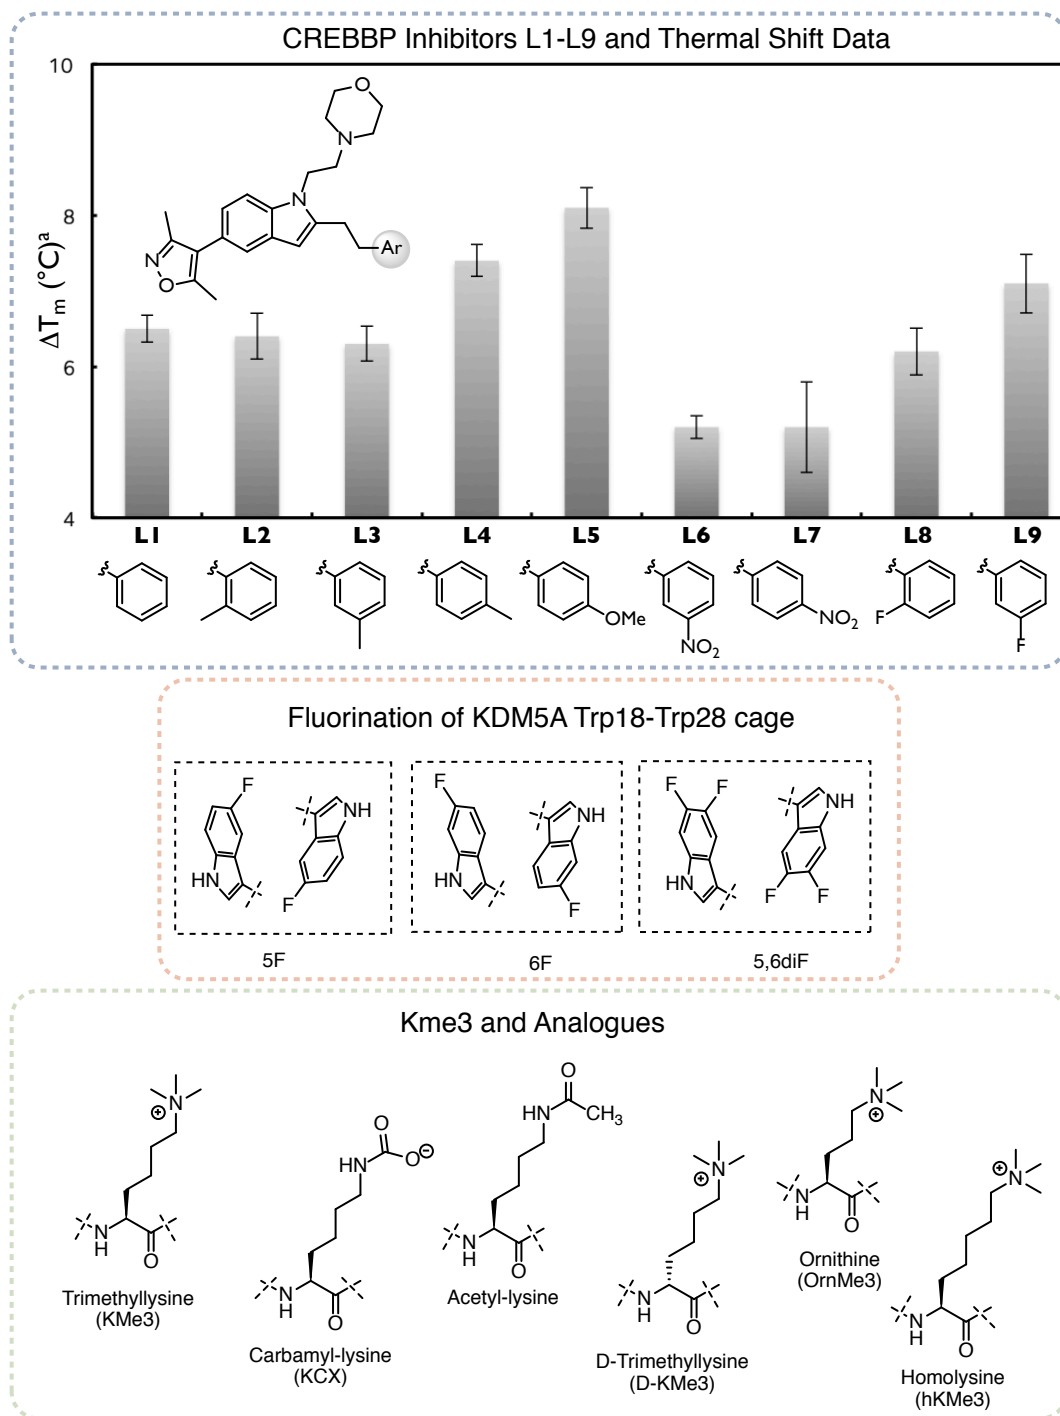 CREBBP Inhibitors L1-L9 and Thermal Shift Data
10
8
6
4
ΔTm (°C)a
O
N
N
Ar
N
O
L1 L2 L3 L4 L5 L6 L7 L8 L9
OMe
NO2
NO2
F
F
Fluorination of KDM5A Trp18-Trp28 cage
F
HN
NH
F
F
HN
NH
F
F F
HN
NH
F F
5F 6F 5,6diF
Kme3 and Analogues
N
⊕
N
H
O
Trimethyllysine
(KMe3)
O
HN
O⊖
N
H
O
Carbamyl-lysine
(KCX)
O
HN
CH3
N
H
O
Acetyl-lysine
N
⊕
N
H
O
D-Trimethyllysine
(D-KMe3)
N
⊕
N
H
O
Ornithine
(OrnMe3)
N
⊕
N
H
O
Homolysine
(hKMe3)